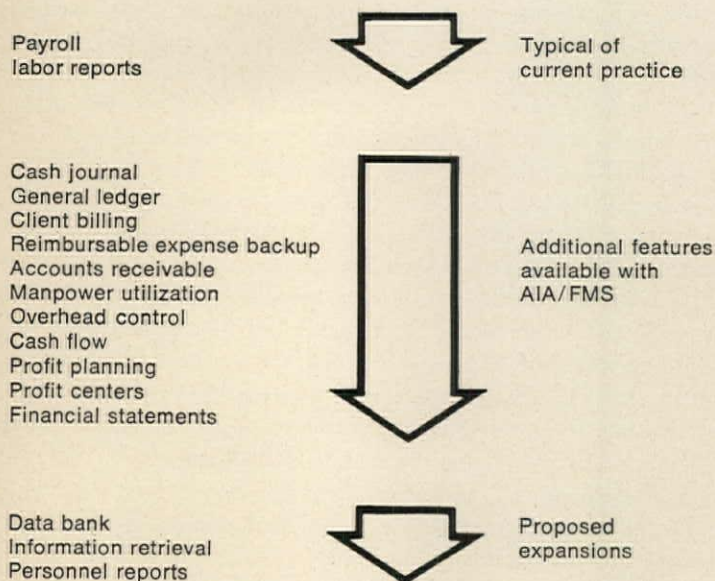 Payroll
labor reports
Typical of
current practice
Cash journal
General ledger
Client billing
Reimbursable expense backup
Accounts receivable
Manpower utilization
Overhead control
Cash flow
Profit planning
Profit centers
Financial statements
Additional features
available with
AIA/FMS
Data bank
Information retrieval
Personnel reports
Proposed
expansions